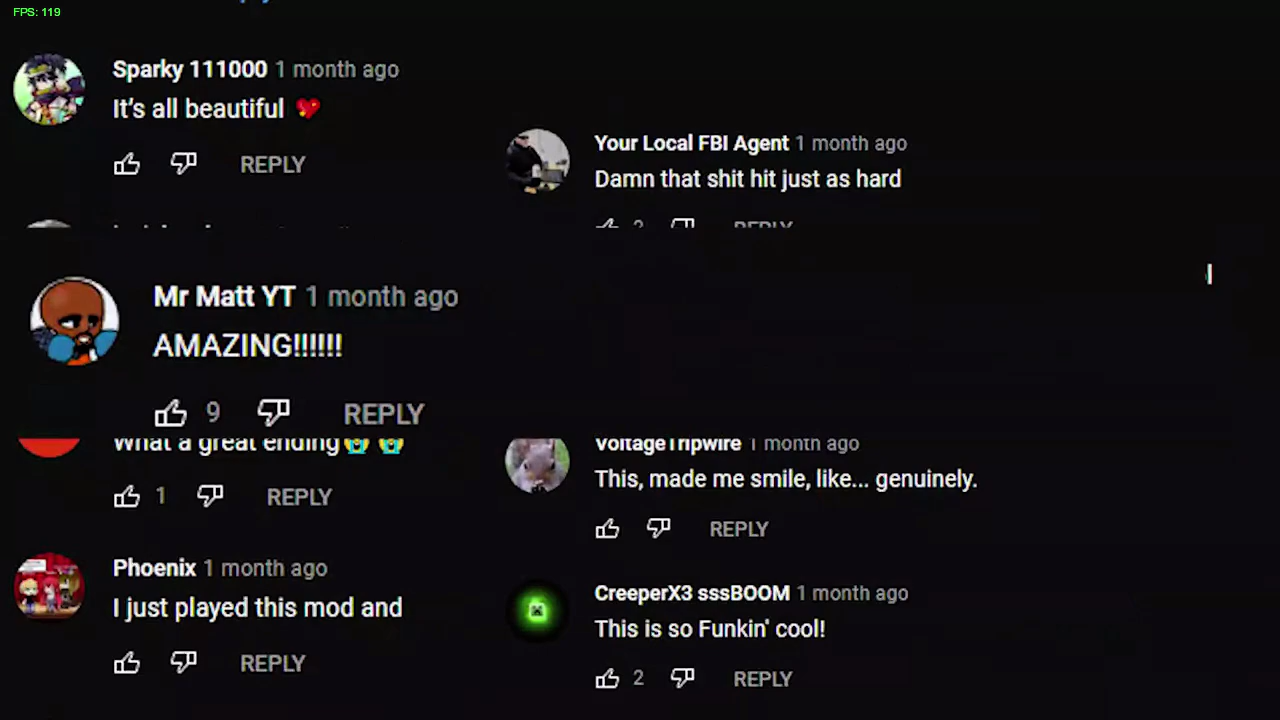 FPS: 119
Sparky 111000 1 month ago
It's all beautiful ❤️
REPLY
Your Local FBI Agent 1 month ago
Damn that shit hit just as hard
2 REPLY
Mr Matt YT 1 month ago
AMAZING!!!!!!
9 REPLY
What a great ending😭 😭
1 REPLY
VoltageTripwire 1 month ago
This, made me smile, like... genuinely.
REPLY
Phoenix 1 month ago
I just played this mod and
REPLY
CreeperX3 sssBOOM 1 month ago
This is so Funkin' cool!
2 REPLY